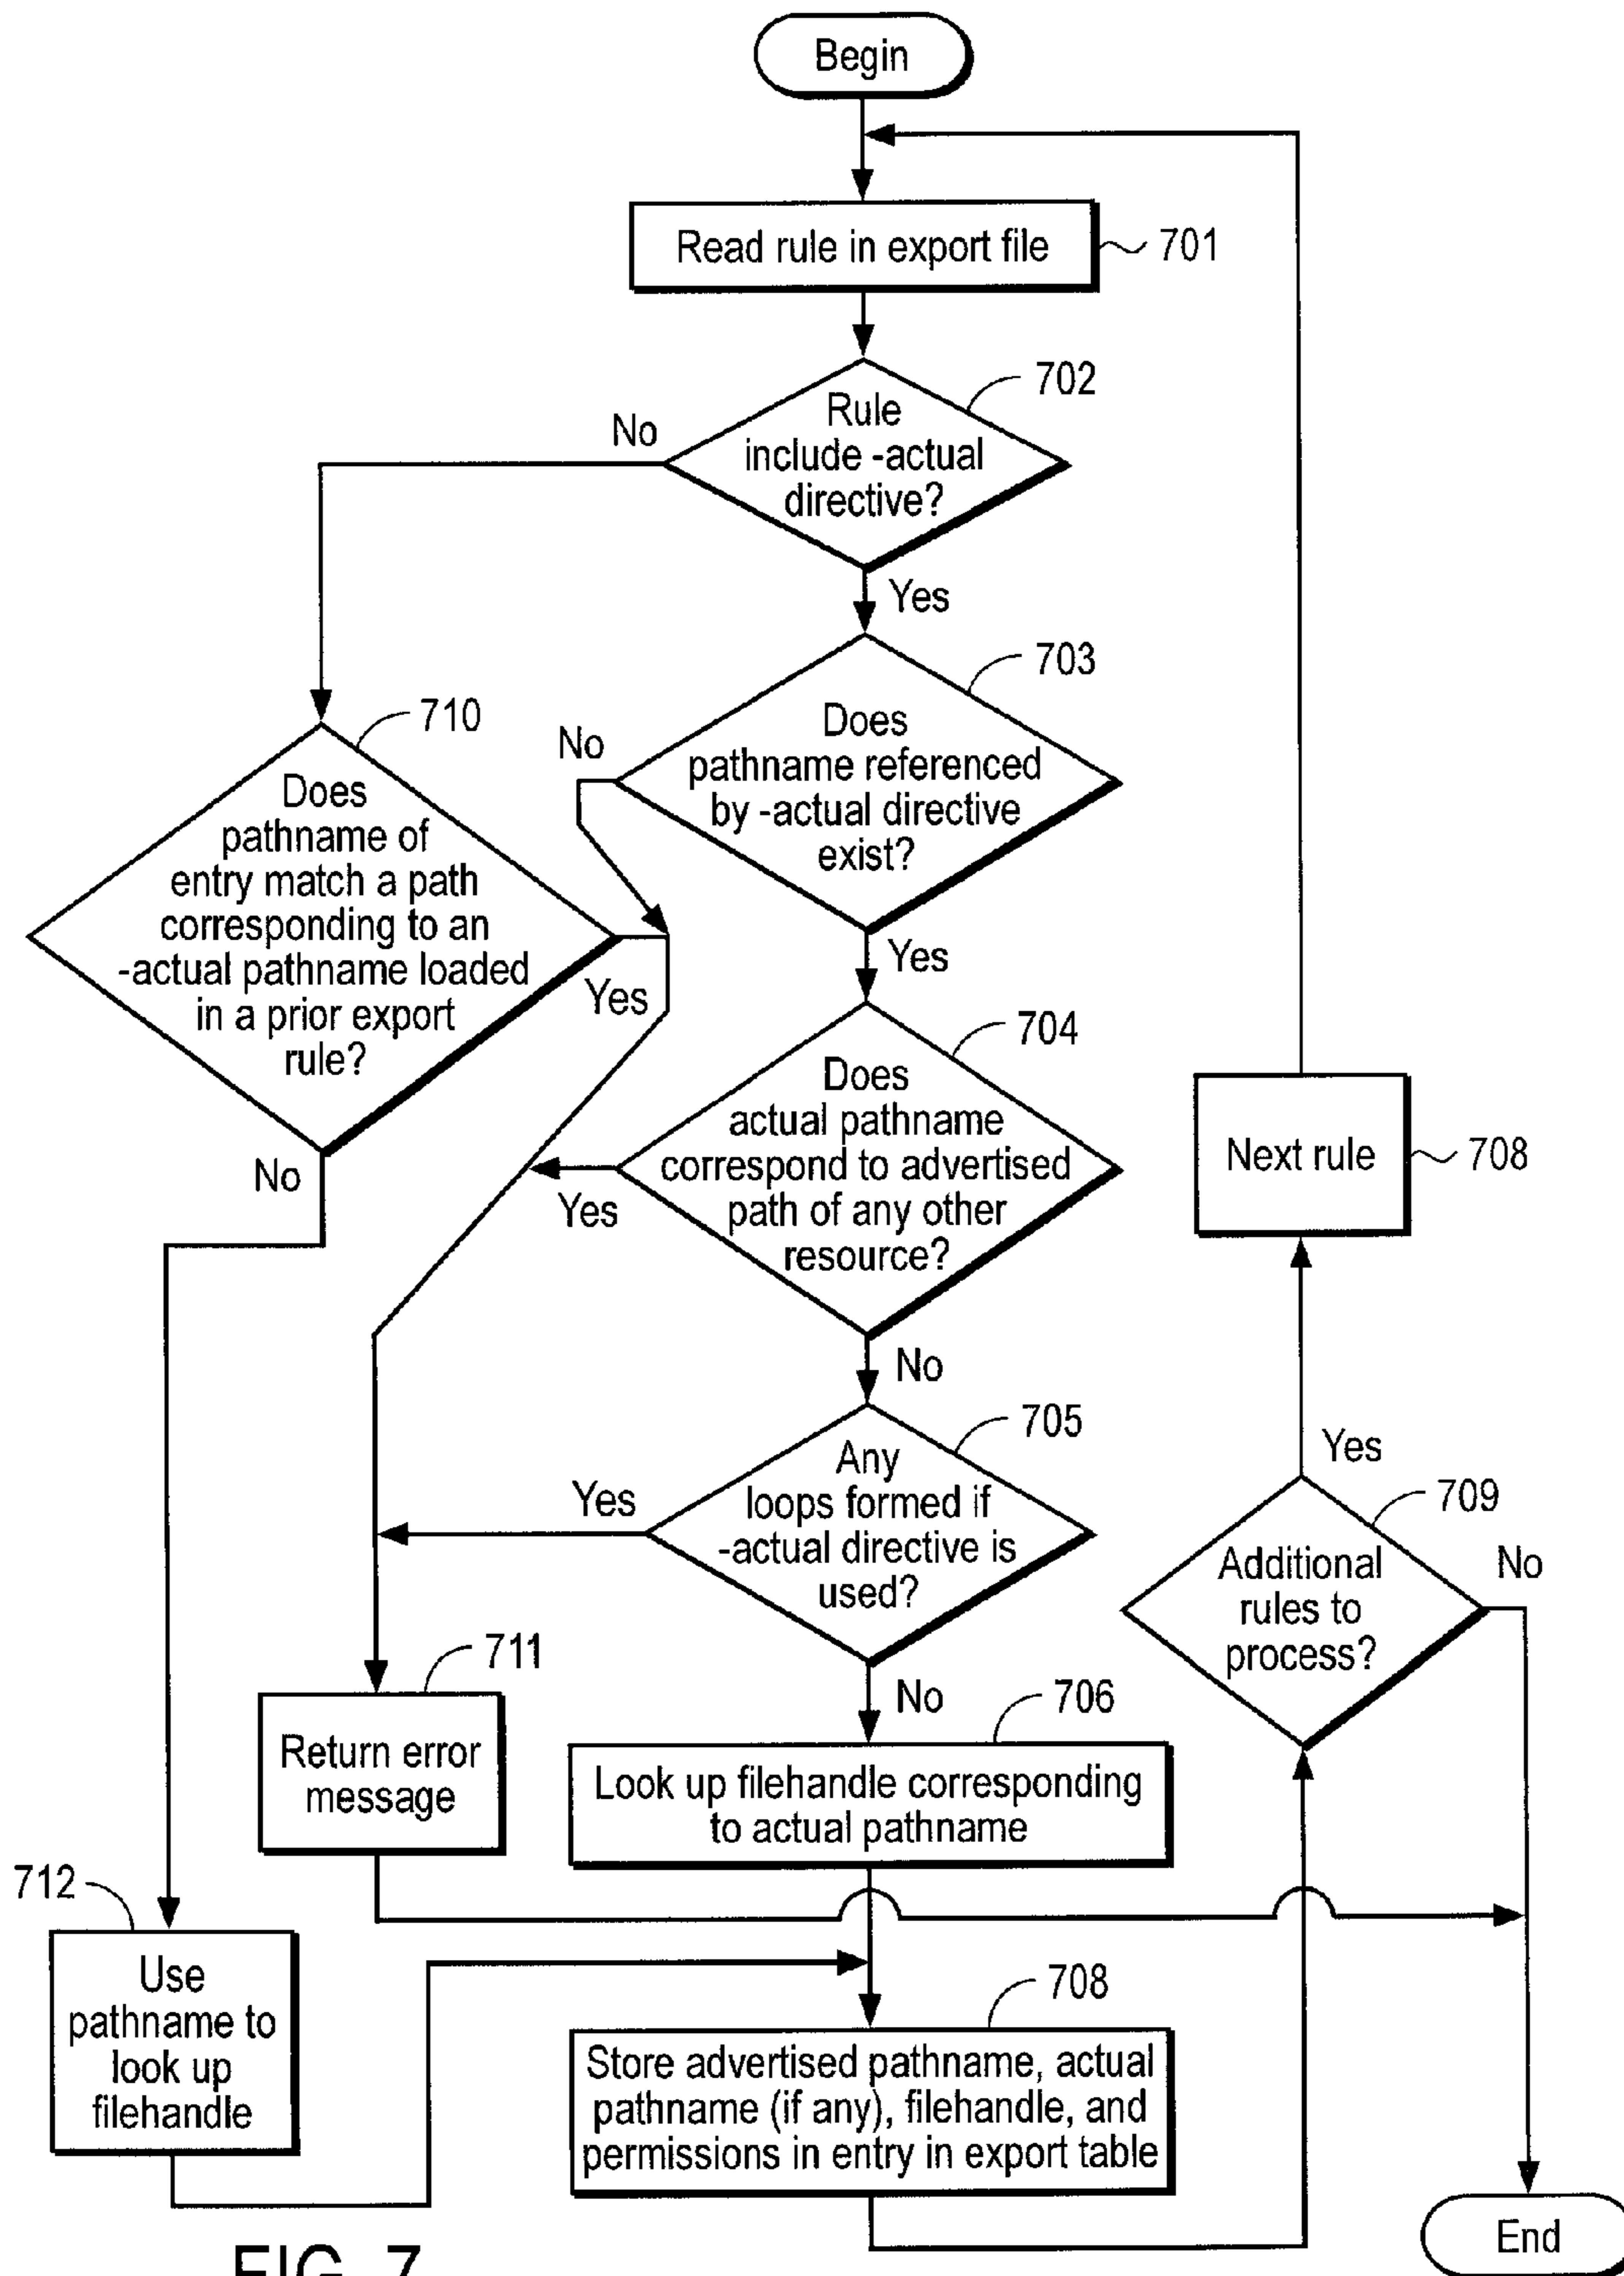 Begin
Read rule in export file
701
702
Rule
include -actual
directive?
No
Yes
703
Does
pathname referenced
by -actual directive
exist?
No
Yes
710
Does
pathname of
entry match a path
corresponding to an
-actual pathname loaded
in a prior export
rule?
Yes
No
704
Does
actual pathname
correspond to advertised
path of any other
resource?
Yes
No
Next rule
708
705
Any
loops formed if
-actual directive is
used?
Yes
No
Yes
709
Additional
rules to
process?
No
711
Return error
message
706
Look up filehandle corresponding
to actual pathname
712
Use
pathname to
look up
filehandle
708
Store advertised pathname, actual
pathname (if any), filehandle, and
permissions in entry in export table
End
FIG. 7